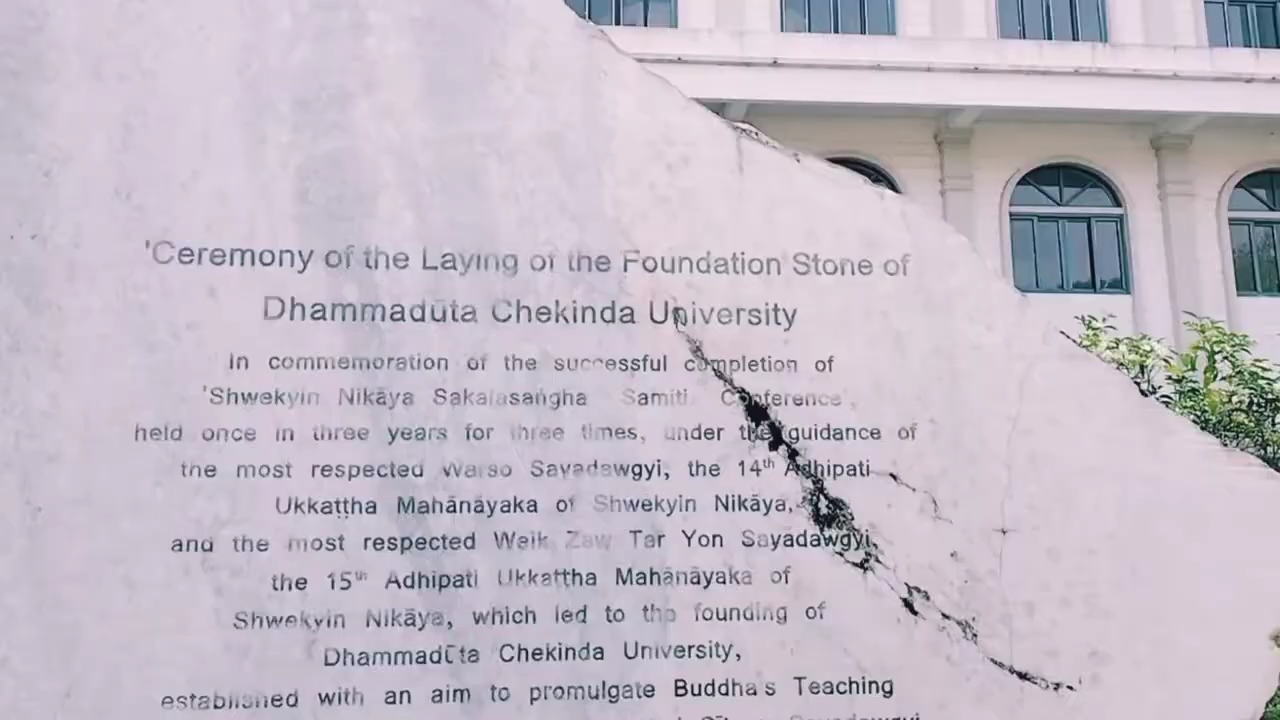 'Ceremony of the Laying of the Foundation Stone of
Dhammadūta Chekinda University
In commemoration of the successful completion of
'Shwekyin Nikāya Sakalasaṅgha Samiti Conference',
held once in three years for three times, under the guidance of
the most respected Warso Sayadawgyi, the 14th Adhipati
Ukkaṭṭha Mahānāyaka of Shwekyin Nikāya,
and the most respected Weik Zaw Tar Yon Sayādawgyi,
the 15th Adhipati Ukkaṭṭha Mahānāyaka of
Shwekyin Nikāya, which led to the founding of
Dhammadūta Chekinda University,
established with an aim to promulgate Buddha's Teaching